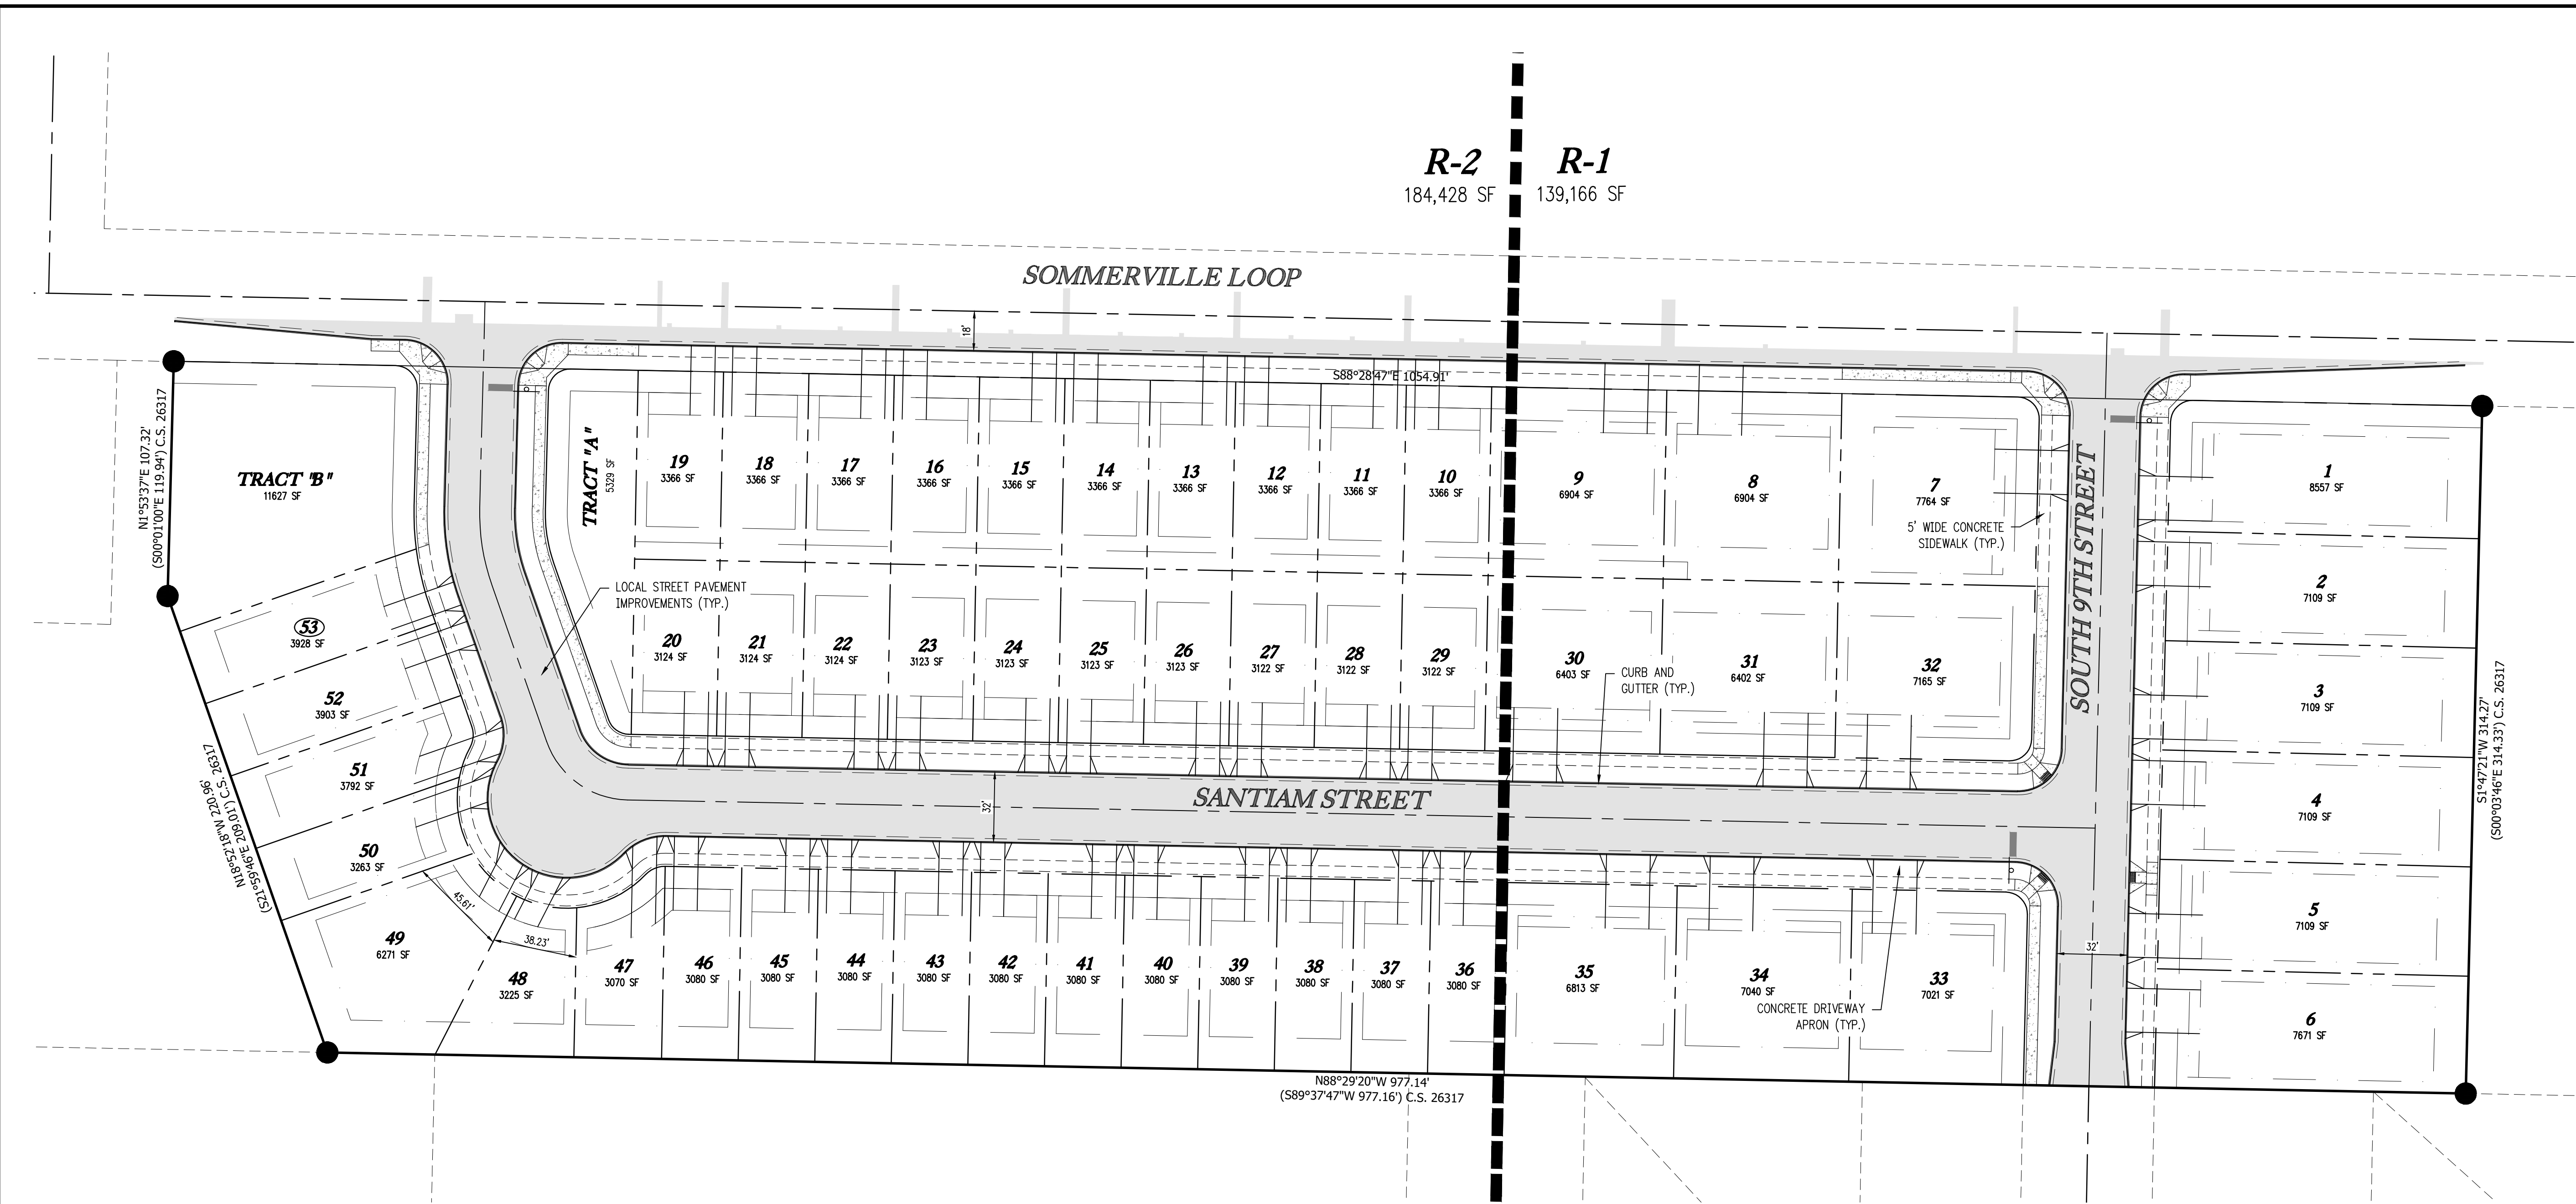 R-2
184,428 SF
R-1
139,166 SF
SOMMERVILLE LOOP
18'
S88°28'47"E 1054.91'
N1°53'37"E 107.32'
(S00°01'00"E 119.94') C.S. 26317
TRACT "B"
11627 SF
TRACT "A"
5329 SF
19
3366 SF
18
3366 SF
17
3366 SF
16
3366 SF
15
3366 SF
14
3366 SF
13
3366 SF
12
3366 SF
11
3366 SF
10
3366 SF
9
6904 SF
8
6904 SF
7
7764 SF
5' WIDE CONCRETE
SIDEWALK (TYP.)
SOUTH 9TH STREET
1
8557 SF
2
7109 SF
3
7109 SF
4
7109 SF
5
7109 SF
6
7671 SF
S1°47'21"W 314.27'
(S00°03'46"E 314.33') C.S. 26317
LOCAL STREET PAVEMENT
IMPROVEMENTS (TYP.)
20
3124 SF
21
3124 SF
22
3124 SF
23
3123 SF
24
3123 SF
25
3123 SF
26
3123 SF
27
3122 SF
28
3122 SF
29
3122 SF
30
6403 SF
31
6402 SF
32
7165 SF
CURB AND
GUTTER (TYP.)
53
3928 SF
52
3903 SF
51
3792 SF
50
3263 SF
N18°52'18"W 220.96'
(S21°59'46"E 209.01') C.S. 26317
32'
SANTIAM STREET
45.61'
38.23'
49
6271 SF
48
3225 SF
47
3070 SF
46
3080 SF
45
3080 SF
44
3080 SF
43
3080 SF
42
3080 SF
41
3080 SF
40
3080 SF
39
3080 SF
38
3080 SF
37
3080 SF
36
3080 SF
35
6813 SF
34
7040 SF
33
7021 SF
32'
CONCRETE DRIVEWAY
APRON (TYP.)
N88°29'20"W 977.14'
(S89°37'47"W 977.16') C.S. 26317